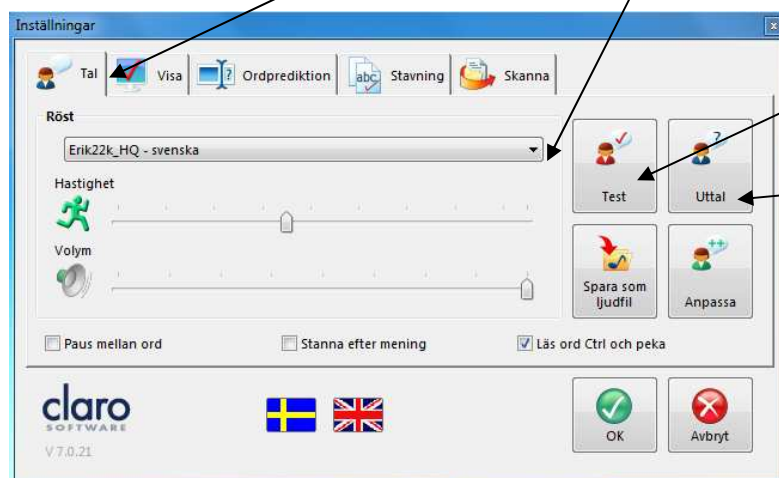 Inställningar
Tal Visa Ordprediktion abc Stavning Skanna
Röst
Erik22k_HQ - svenska
Hastighet
Test Uttal
Volym
Spara som ljudfil
Anpassa
Paus mellan ord Stanna efter mening Läs ord Ctrl och peka
claro
SOFTWARE
V 7.0.21
OK Avbryt